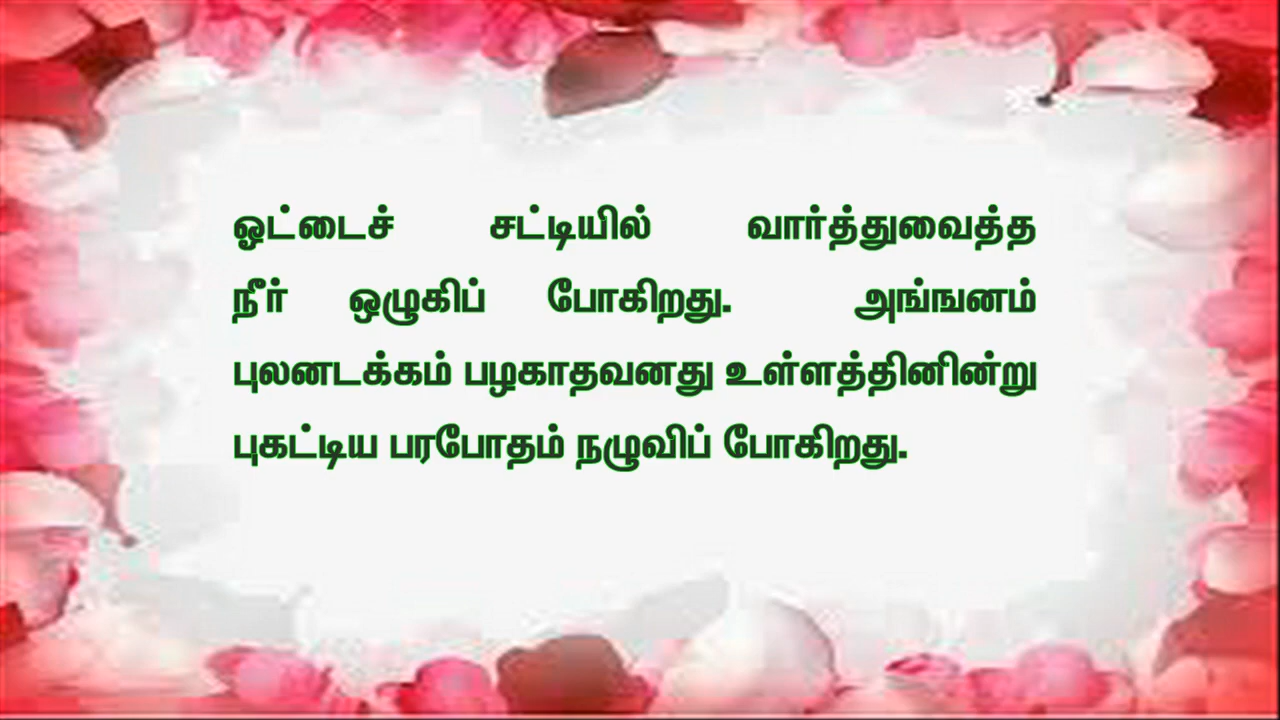 ஓட்டைச் சட்டியில் வார்த்துவைத்த
நீர் ஒழுகிப் போகிறது. அங்ஙனம்
புலனடக்கம் பழகாதவனது உள்ளத்தினின்று
புகட்டிய பரபோதம் நழுவிப் போகிறது.